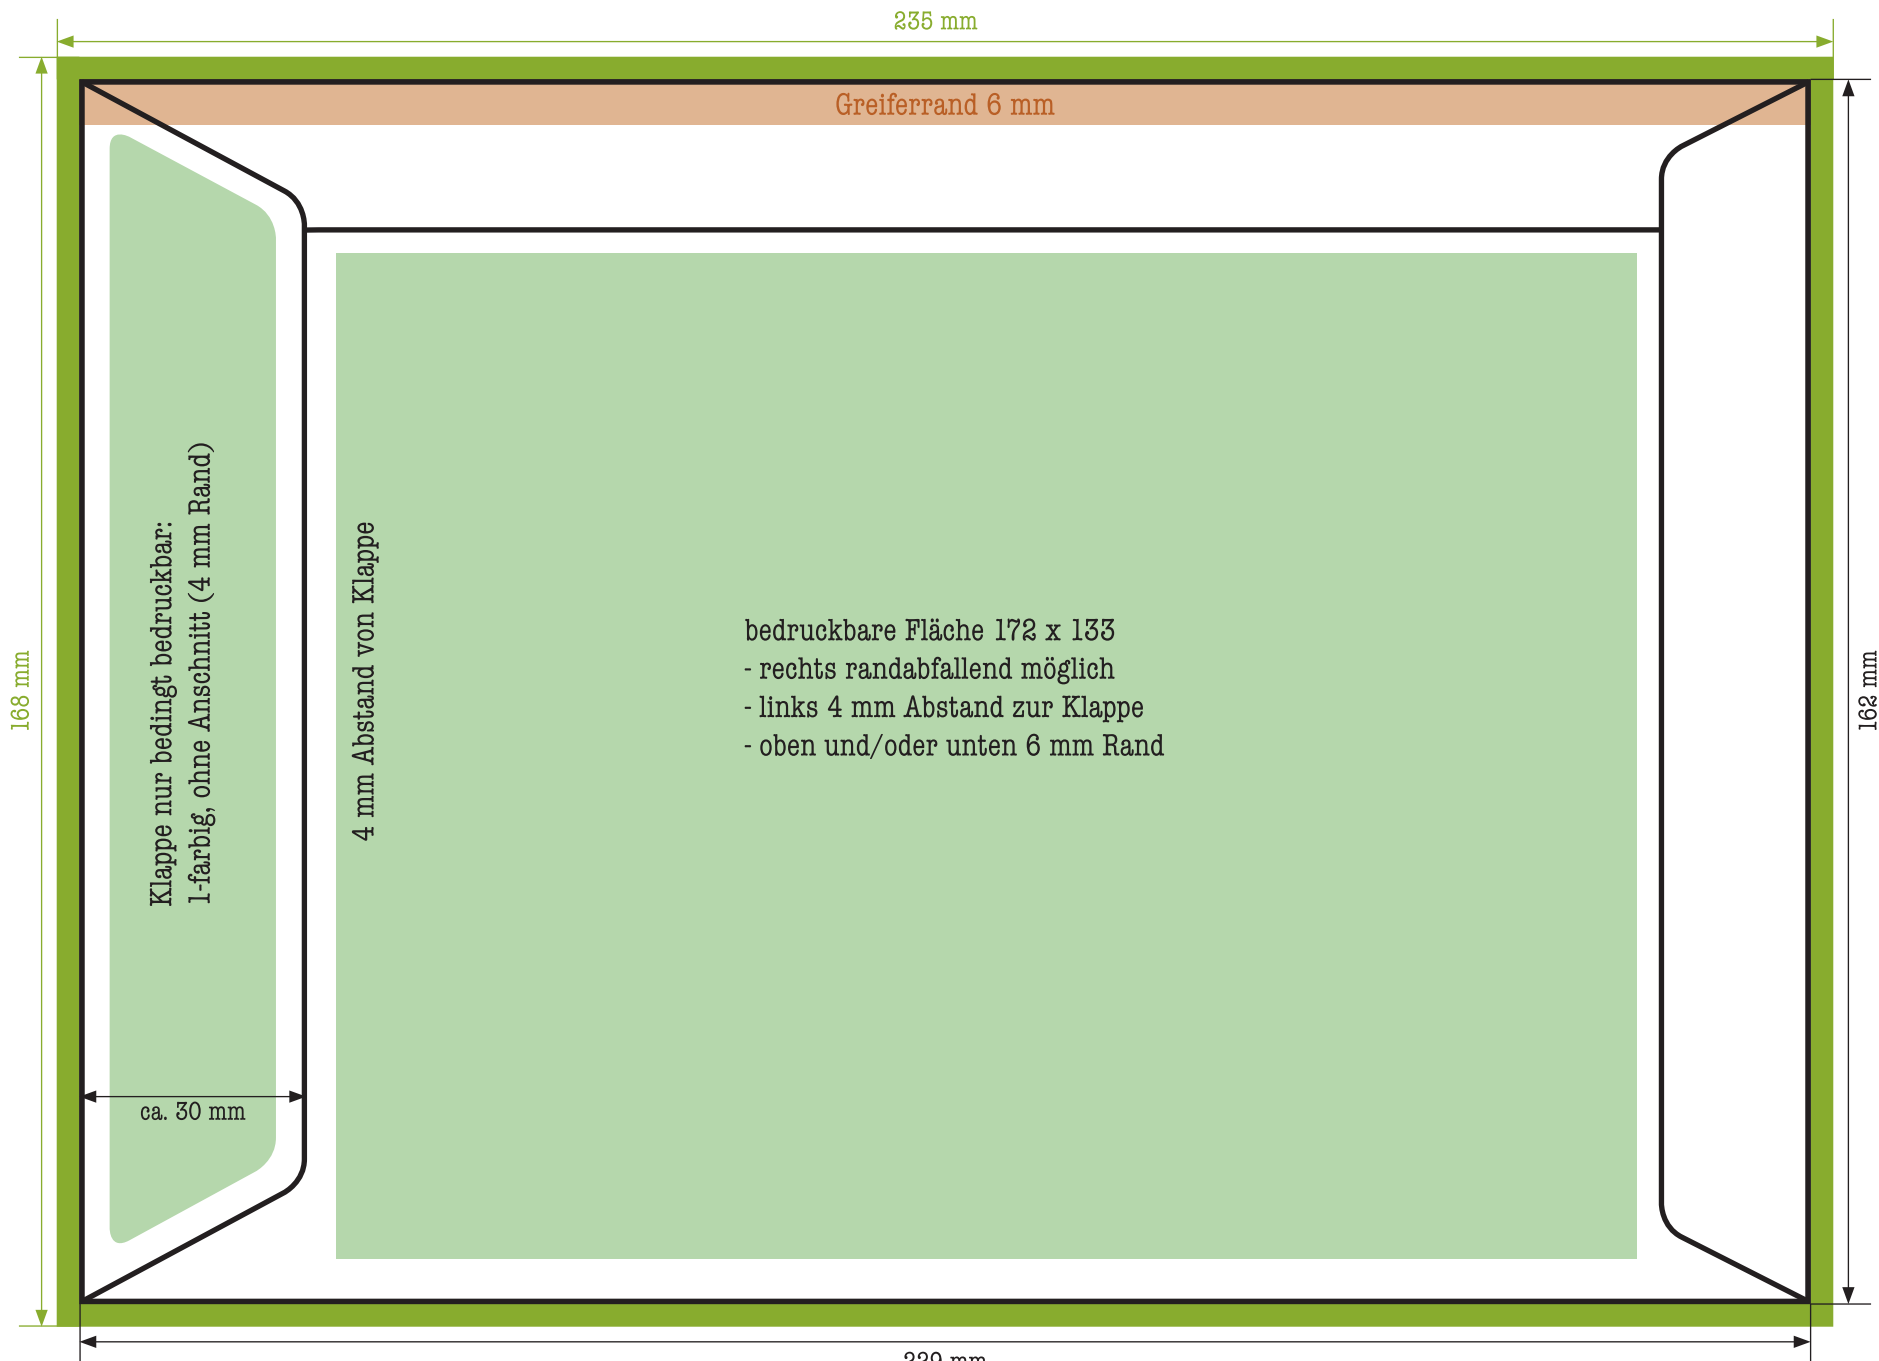 235 mm
Greiferrand 6 mm
168 mm
Klappe nur bedingt bedruckbar:
1-farbig, ohne Anschnitt (4 mm Rand)
4 mm Abstand von Klappe
bedruckbare Fläche 172 x 133
- rechts randabfallend möglich
- links 4 mm Abstand zur Klappe
- oben und/oder unten 6 mm Rand
162 mm
ca. 30 mm
229 mm